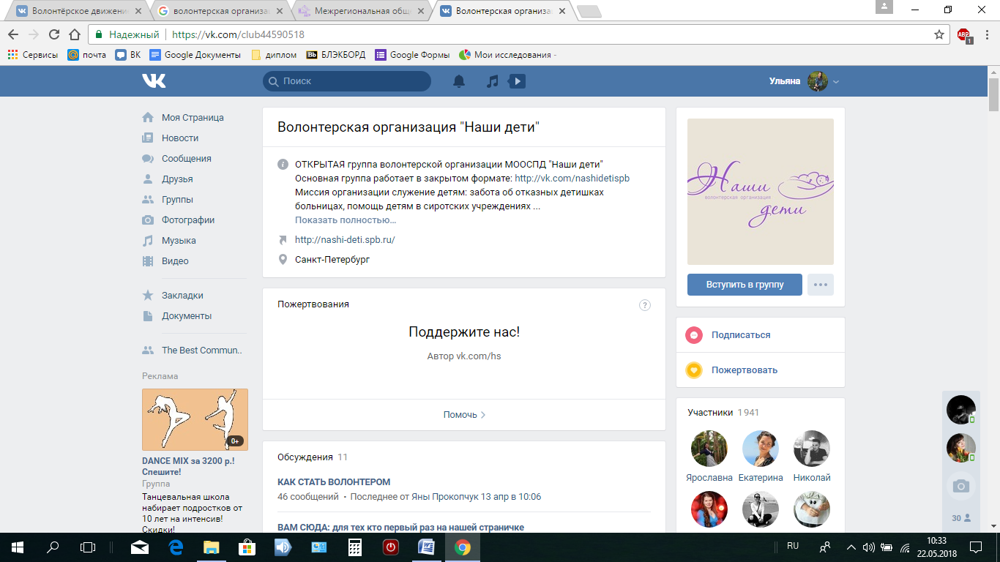 Волонтёрское движение
волонтерская организа
Межрегиональная общ
Волонтерская организа
Надежный
https://vk.com/club44590518
ABP
1
Сервисы
почта
ВК
Google Документы
диплом
Bb
БЛЭКБОРД
Google Формы
Мои исследования -
Поиск
Ульяна
Моя Страница
Новости
Сообщения
Друзья
Группы
Фотографии
Музыка
Видео
Закладки
Документы
The Best Commun..
Реклама
0+
DANCE MIX за 3200 р.!
Спешите!
Группа
Танцевальная школа
набирает подростков от
10 лет на интенсив!
Скидки!
Волонтерская организация "Наши дети"
ОТКРЫТАЯ группа волонтерской организации МООСПД "Наши дети"
Основная группа работает в закрытом формате: http://vk.com/nashidetispb
Миссия организации служение детям: забота об отказных детишках
больницах, помощь детям в сиротских учреждениях ...
Показать полностью…
http://nashi-deti.spb.ru/
Санкт-Петербург
Пожертвования
?
Поддержите нас!
Автор vk.com/hs
Помочь
Обсуждения 11
КАК СТАТЬ ВОЛОНТЕРОМ
46 сообщений • Последнее от Яны Прокопчук 13 апр в 10:06
ВАМ СЮДА: для тех кто первый раз на нашей страничке
Наши
волонтерская организация
дети
Вступить в группу
Подписаться
Пожертвовать
Участники 1 941
Ярославна
Екатерина
Николай
30
RU
10:33
22.05.2018